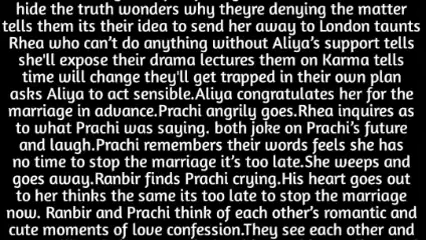 hide the truth wonders why theyre denying the matter
tells them its their idea to send her away to London taunts
Rhea who can't do anything without Aliya's support tells
she'll expose their drama lectures them on Karma tells
time will change they'll get trapped in their own plan
asks Aliya to act sensible.Aliya congratulates her for the
marriage in advance.Prachi angrily goes.Rhea inquires as
to what Prachi was saying. both joke on Prachi's future
and laugh.Prachi remembers their words feels she has
no time to stop the marriage it's too late.She weeps and
goes away.Ranbir finds Prachi crying.His heart goes out
to her thinks the same its too late to stop the marriage
now. Ranbir and Prachi think of each other's romantic and
cute moments of love confession.They see each other and